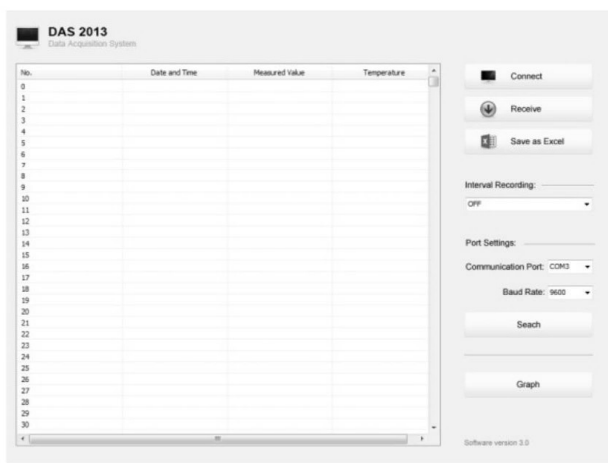 DAS 2013
Data Acquisition System
No. Date and Time Measured Value Temperature
0
1
2
3
4
5
6
7
8
9
10
11
12
13
14
15
16
17
18
19
20
21
22
23
24
25
26
27
28
29
30
Connect
Receive
Save as Excel
Interval Recording:
OFF
Port Settings:
Communication Port: COM3
Baud Rate: 9600
Seach
Graph
Software version 3.0